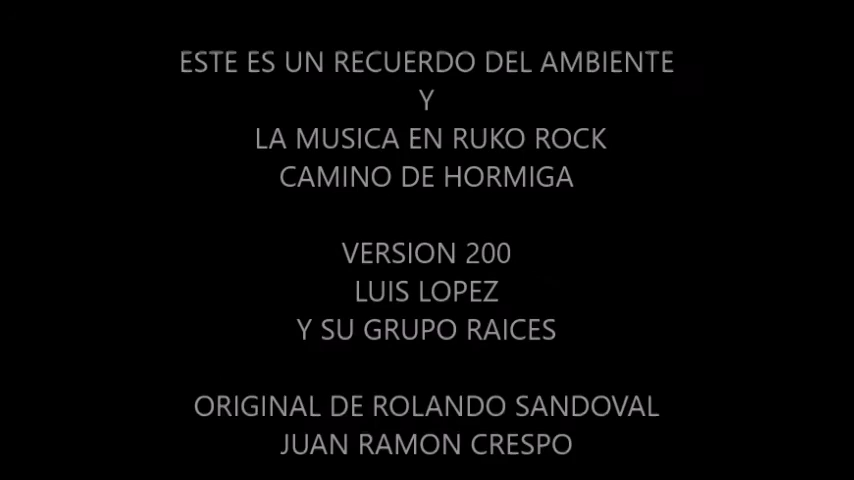 ESTE ES UN RECUERDO DEL AMBIENTE
Y
LA MUSICA EN RUKO ROCK
CAMINO DE HORMIGA
VERSION 200
LUIS LOPEZ
Y SU GRUPO RAICES
ORIGINAL DE ROLANDO SANDOVAL
JUAN RAMON CRESPO